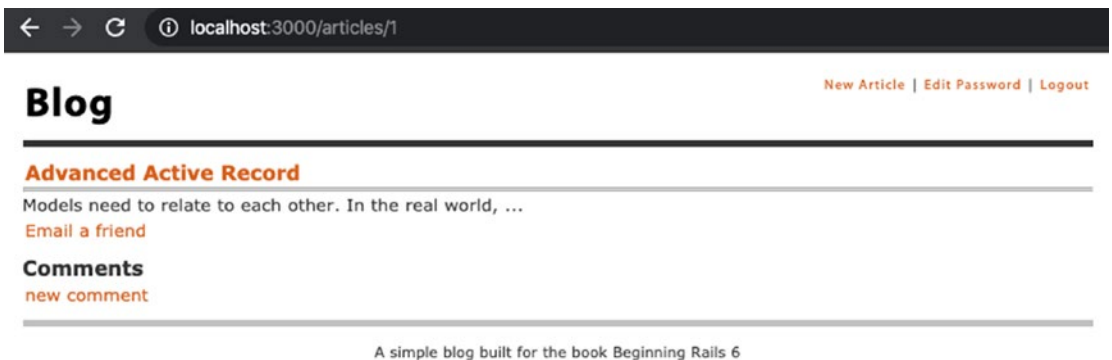 localhost:3000/articles/1
Blog
New Article | Edit Password | Logout
Advanced Active Record
Models need to relate to each other. In the real world, ...
Email a friend
Comments
new comment
A simple blog built for the book Beginning Rails 6